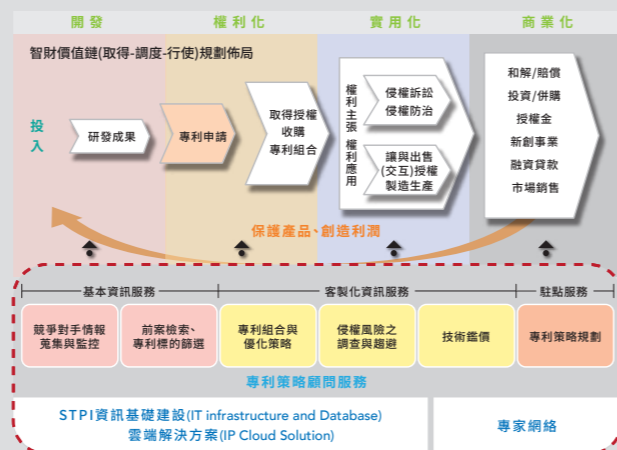 開發
權利化
實用化
商業化
智財價值鏈(取得-調度-行使)規劃佈局
投入
研發成果
專利申請
取得授權
收購
專利組合
權利主張
侵權訴訟
侵權防治
權利應用
讓與出售
(交互)授權
製造生產
和解/賠償
投資/併購
授權金
新創事業
融資貸款
市場銷售
保護產品、創造利潤
基本資訊服務
客製化資訊服務
駐點服務
競爭對手情報
蒐集與監控
前案檢索、
專利標的篩選
專利組合與
優化策略
侵權風險之
調查與趨避
技術鑑價
專利策略規劃
專利策略顧問服務
STPI資訊基礎建設(IT infrastructure and Database)
雲端解決方案(IP Cloud Solution)
專家網絡